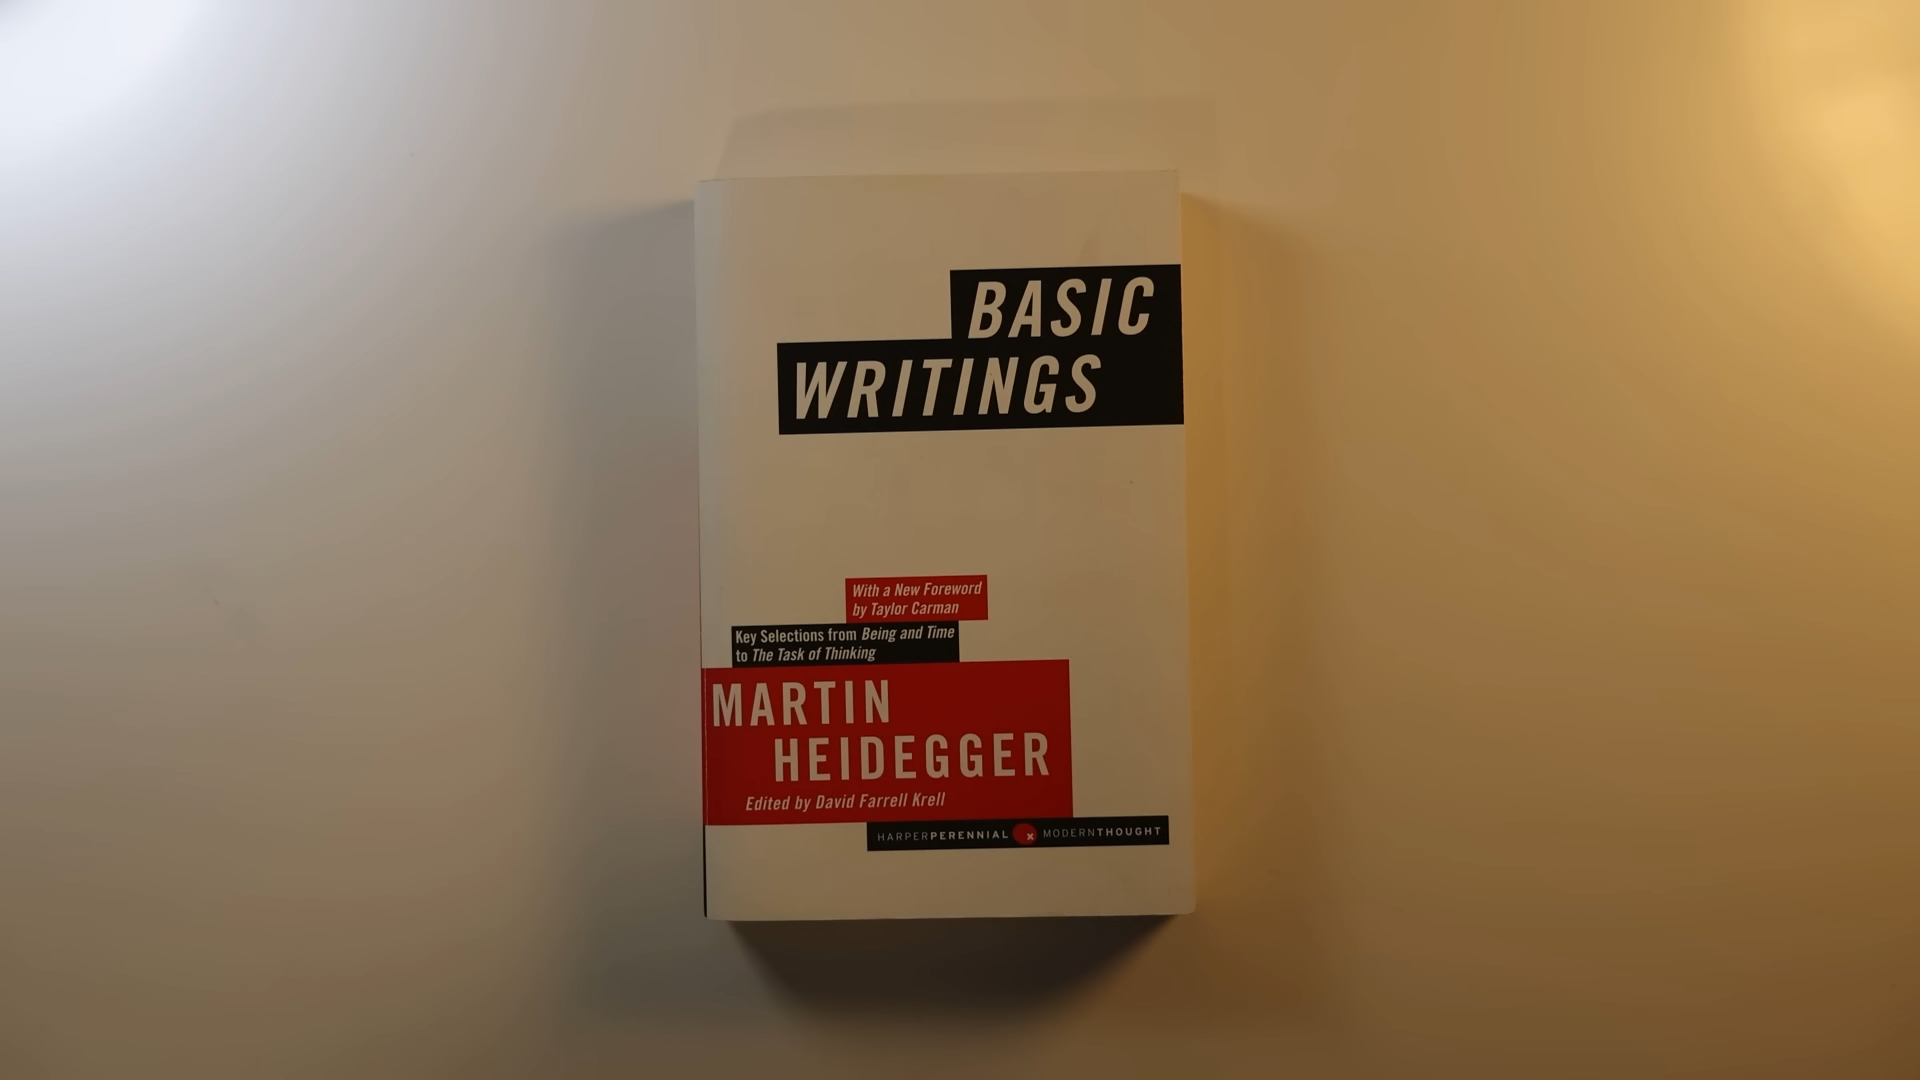 BASIC
WRITINGS
With a New Foreword
by Taylor Carman
Key Selections from Being and Time
to The Task of Thinking
MARTIN
HEIDEGGER
Edited by David Farrell Krell
HARPERPERENNIAL MODERNTHOUGHT